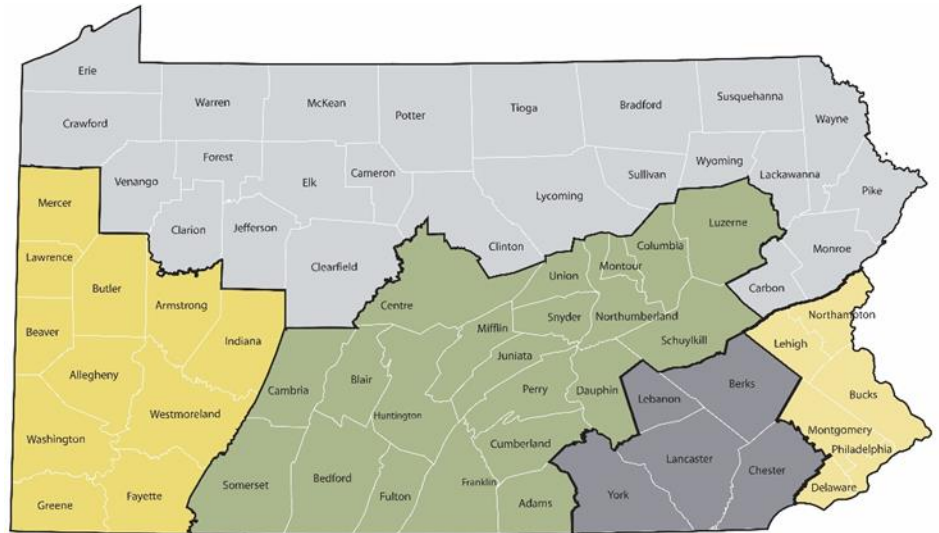 Erie
Crawford
Warren
McKean
Potter
Tioga
Bradford
Susquehanna
Wayne
Forest
Venango
Elk
Cameron
Lycoming
Sullivan
Wyoming
Lackawanna
Pike
Mercer
Clarion
Jefferson
Clearfield
Clinton
Columbia
Luzerne
Monroe
Carbon
Lawrence
Butler
Armstrong
Centre
Union
Montour
Northampton
Beaver
Indiana
Mifflin
Snyder
Northumberland
Schuylkill
Lehigh
Allegheny
Cambria
Blair
Juniata
Perry
Dauphin
Lebanon
Berks
Bucks
Westmoreland
Huntington
Washington
Cumberland
Montgomery
Philadelphia
Somerset
Bedford
Fulton
Franklin
Adams
York
Lancaster
Chester
Delaware
Greene
Fayette